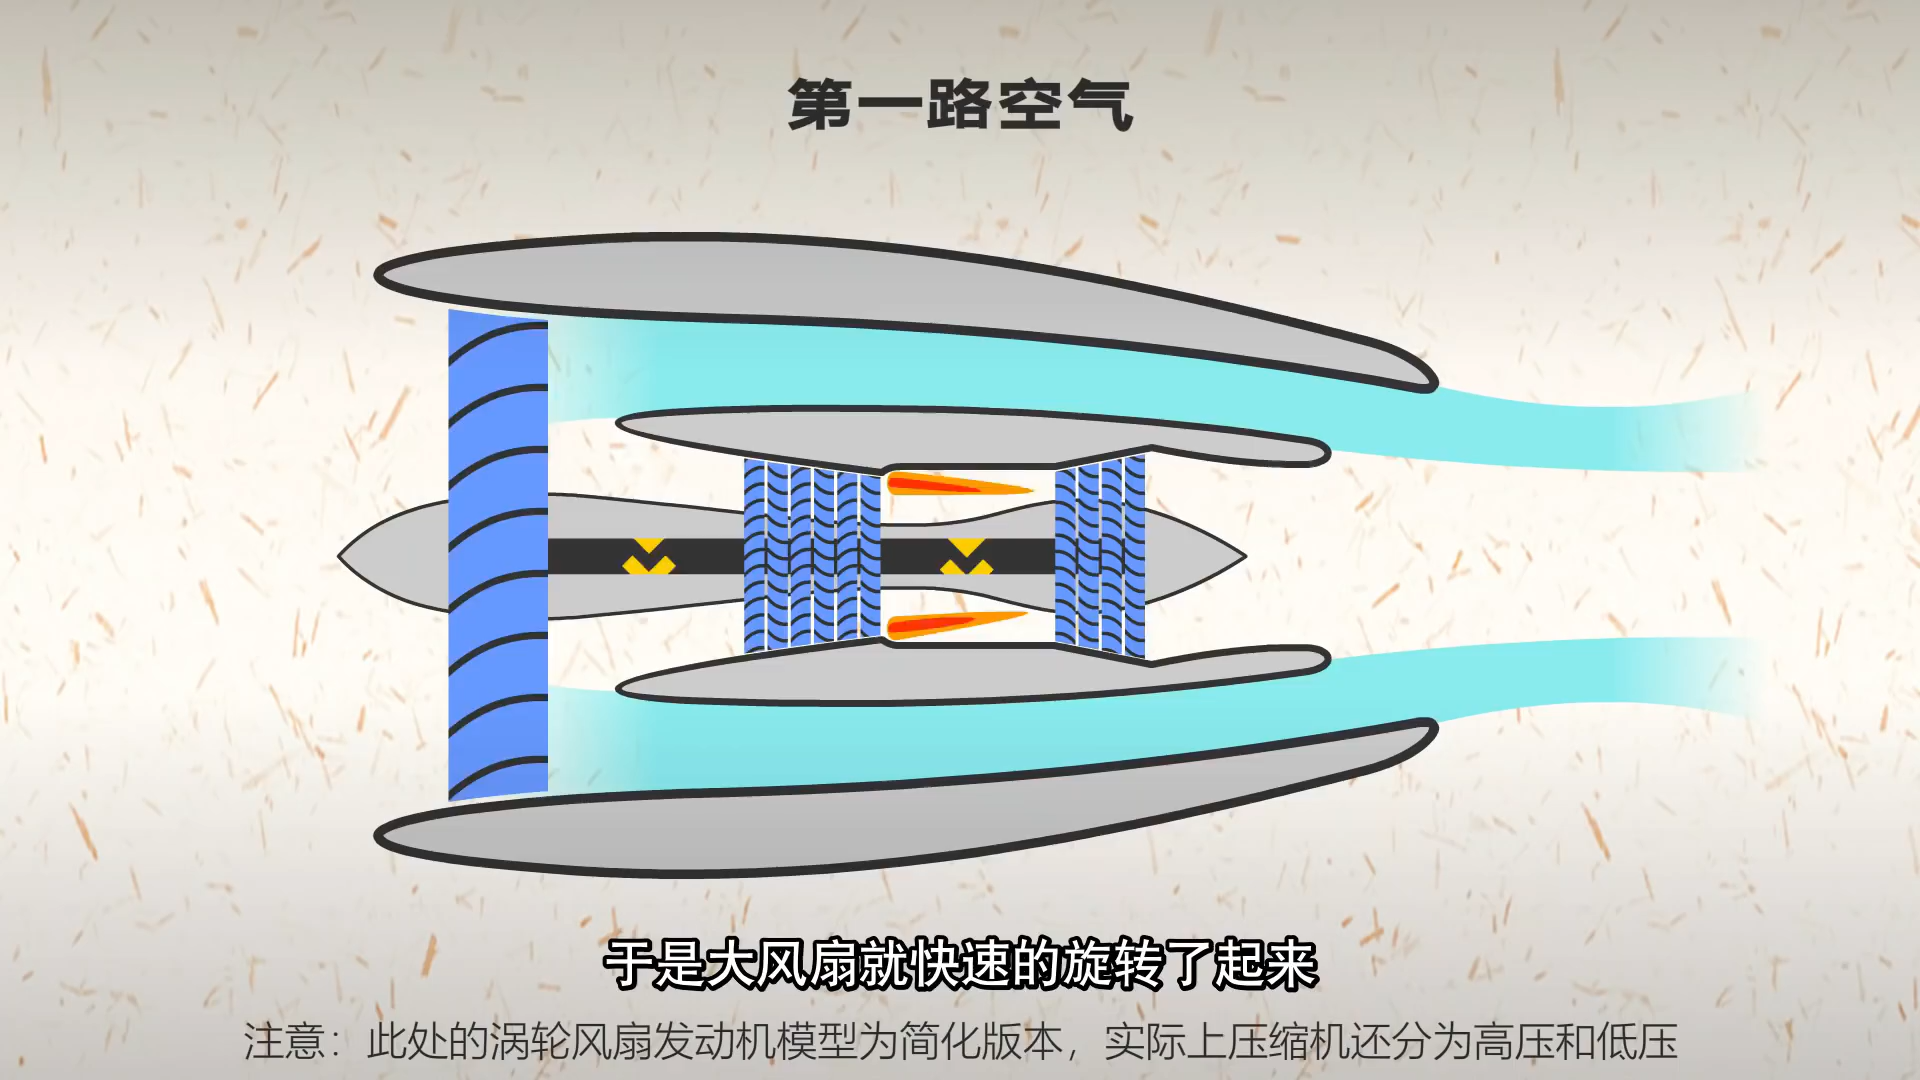 第一路空气
于是大风扇就快速的旋转了起来
注意：此处的涡轮风扇发动机模型为简化版本，实际上压缩机还分为高压和低压